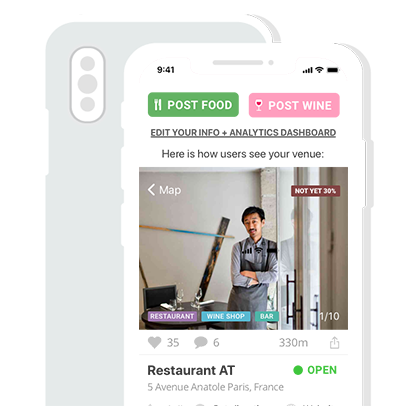 9:41
POST FOOD
POST WINE
EDIT YOUR INFO + ANALYTICS DASHBOARD
Here is how users see your venue:
Map
NOT YET 30%
RESTAURANT
WINE SHOP
BAR
1/10
35
6
330m
Restaurant AT
OPEN
5 Avenue Anatole Paris, France